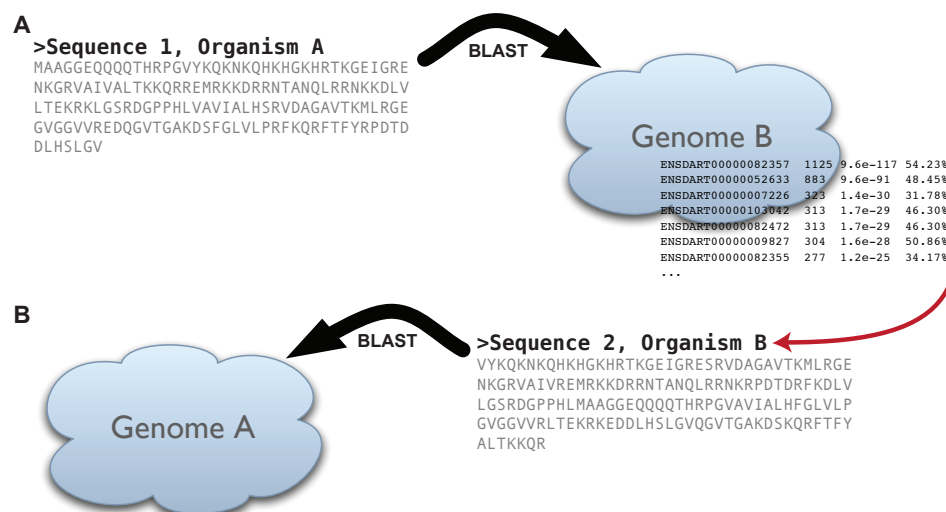 A
>Sequence 1, Organism A
MAAGGEQQQQTHRPGVYKQKNKQHKHGKHRTKGEIGRE
NKGRVAIVALTKKQRREMRKKDRRNTANQLRRNKKDLV
LTEKRKLGSRDGPPHLVAVIALHSRVDAGAVTKMLRGE
GVGGVVREDQGVTGAKDSFGLVLPRFKQRFTFYRPDTD
DLHSLGV
BLAST
Genome B
ENSDART00000082357 1125 9.6e-117 54.23%
ENSDART00000052633 883 9.6e-91 48.45%
ENSDART00000007226 323 1.4e-30 31.78%
ENSDART00000103042 313 1.7e-29 46.30%
ENSDART00000082472 313 1.7e-29 46.30%
ENSDART00000009827 304 1.6e-28 50.86%
ENSDART00000082355 277 1.2e-25 34.17%
...
B
Genome A
BLAST
>Sequence 2, Organism B
VYKQKNKQHKHGKHRTKGEIGRESRVDAGAVTKMLRGE
NKGRVAIVREMRKKDRRNTANQLRRNKRPDTDRFKDLV
LGSRDGPPHLMAAGGEQQQQTHRPGVAVIALHFGLVLP
GVGGVVRLTEKRKEDDLHSLGVQGVTGAKDSKQRFTFY
ALTKKQR